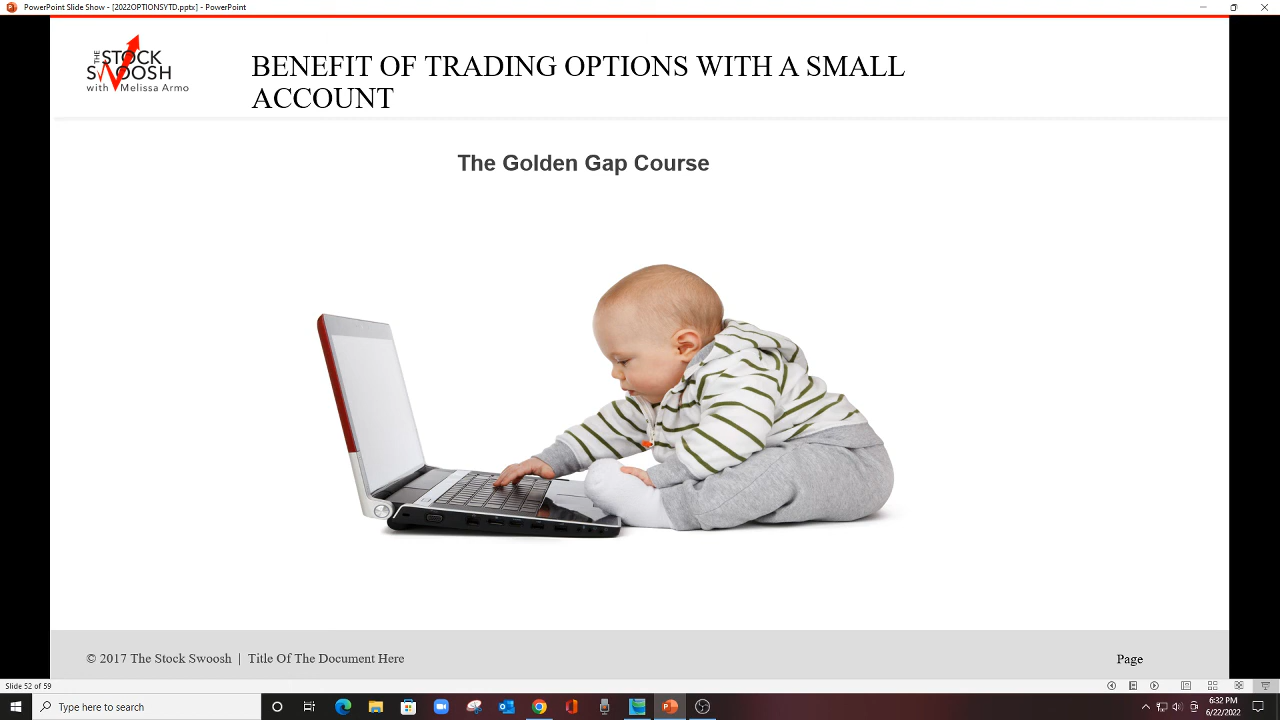 PowerPoint Slide Show - [2022OPTIONSYTD.pptx] - PowerPoint
THE STOCK
SWOOSH
with Melissa Armo
BENEFIT OF TRADING OPTIONS WITH A SMALL
ACCOUNT
The Golden Gap Course
© 2017 The Stock Swoosh | Title Of The Document Here
Page
Slide 52 of 59
Type here to search
6:32 PM
6/22/2022